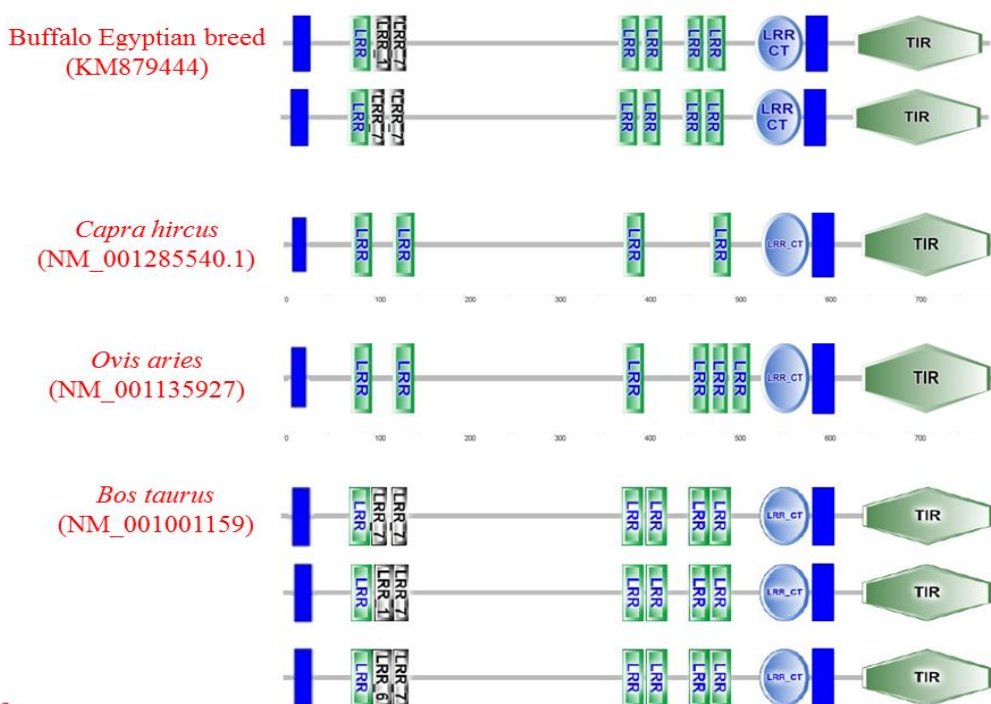 Buffalo Egyptian breed
(KM879444)
LRR LRR_1 LRR_7 LRR LRR LRR LRR LRR CT TIR
LRR LRR_7 LRR_7 LRR LRR LRR LRR LRR CT TIR
Capra hircus
(NM_001285540.1)
LRR LRR LRR LRR LRR_CT TIR
0 100 200 300 400 500 600 700
Ovis aries
(NM_001135927)
LRR LRR LRR LRR LRR LRR LRR_CT TIR
0 100 200 300 400 500 600 700
Bos taurus
(NM_001001159)
LRR LRR_7 LRR_7 LRR LRR LRR LRR LRR_CT TIR
LRR LRR_1 LRR_7 LRR LRR LRR LRR LRR_CT TIR
LRR LRR_6 LRR_7 LRR LRR LRR LRR LRR_CT TIR